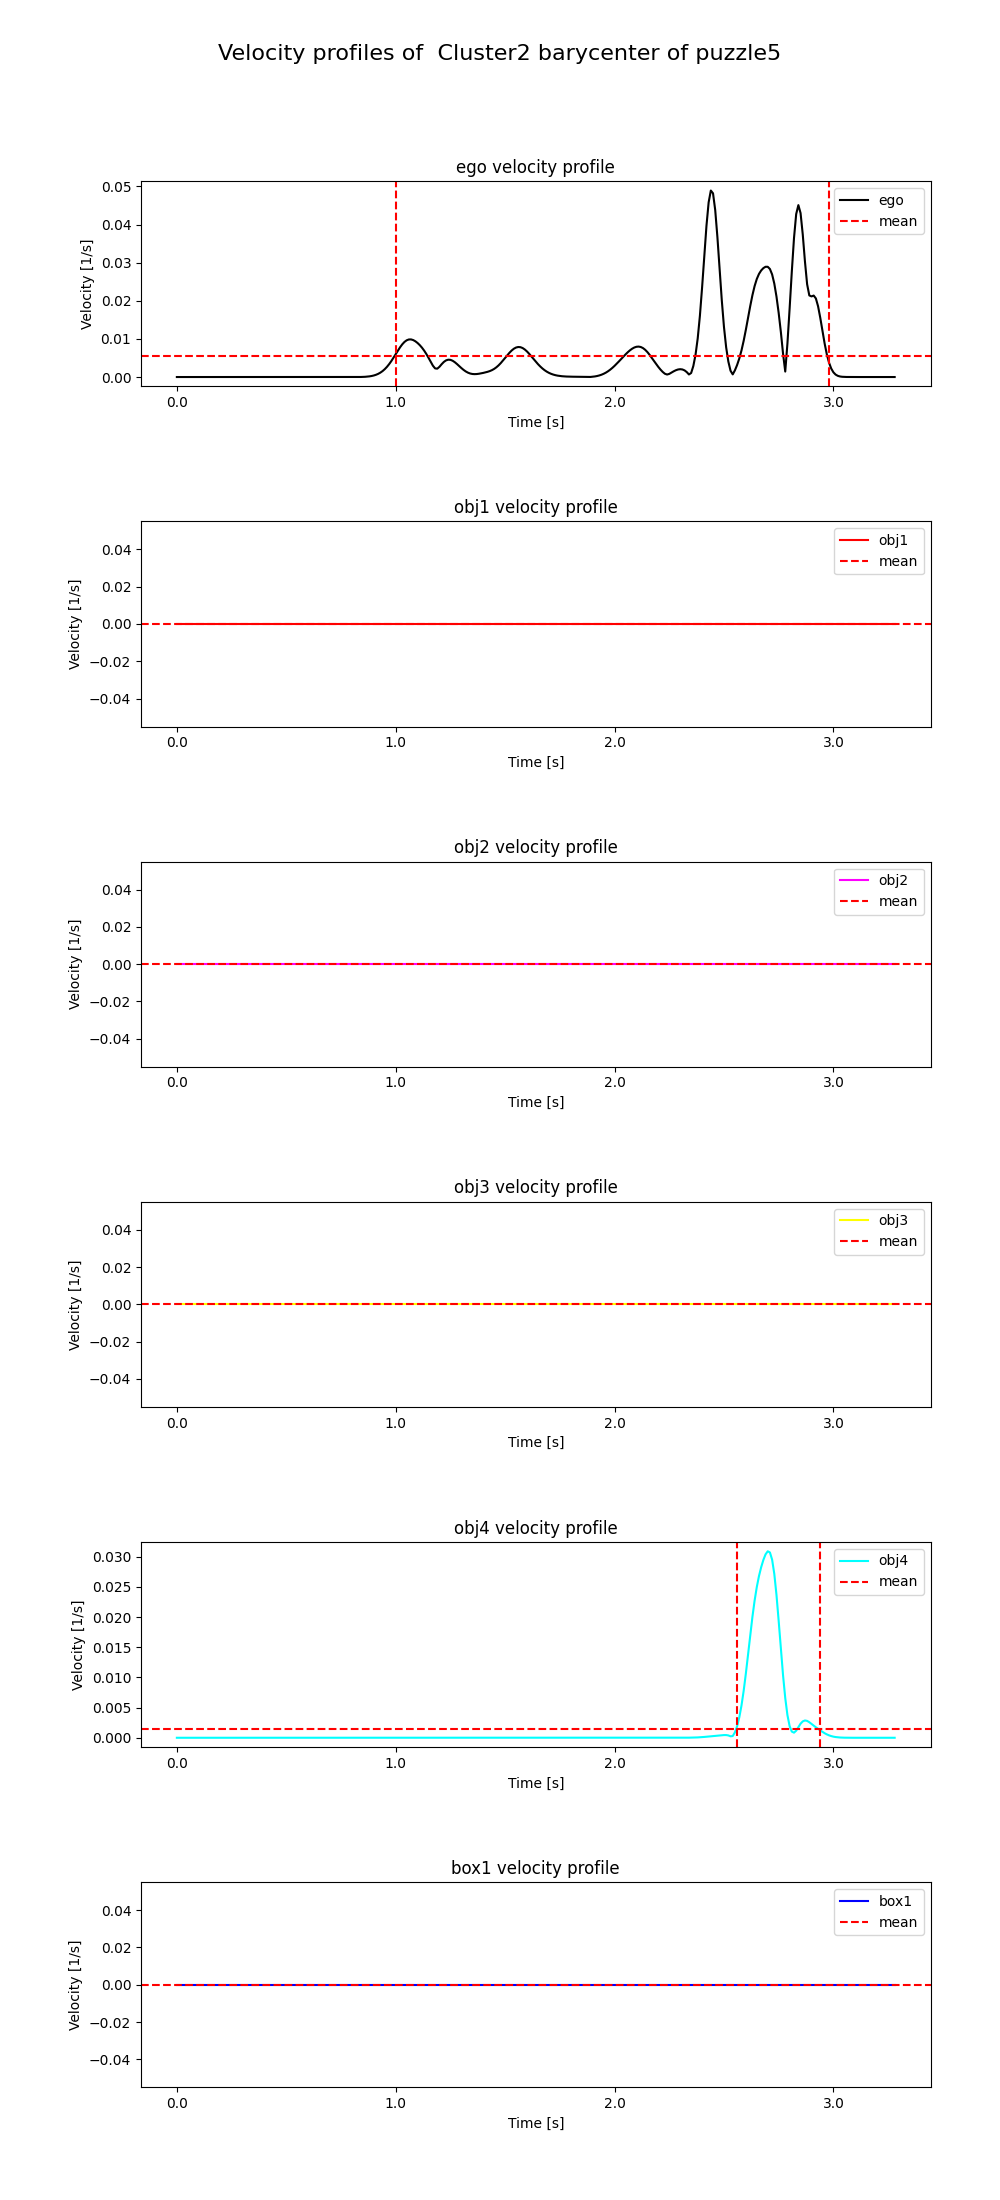 Velocity profiles of  Cluster2 barycenter of puzzle5
ego velocity profile
0.05
0.04
0.03
0.02
0.01
0.00
Velocity [1/s]
ego
mean
0.0 1.0 2.0 3.0
Time [s]
obj1 velocity profile
0.04
0.02
0.00
−0.02
−0.04
Velocity [1/s]
obj1
mean
0.0 1.0 2.0 3.0
Time [s]
obj2 velocity profile
0.04
0.02
0.00
−0.02
−0.04
Velocity [1/s]
obj2
mean
0.0 1.0 2.0 3.0
Time [s]
obj3 velocity profile
0.04
0.02
0.00
−0.02
−0.04
Velocity [1/s]
obj3
mean
0.0 1.0 2.0 3.0
Time [s]
obj4 velocity profile
0.030
0.025
0.020
0.015
0.010
0.005
0.000
Velocity [1/s]
obj4
mean
0.0 1.0 2.0 3.0
Time [s]
box1 velocity profile
0.04
0.02
0.00
−0.02
−0.04
Velocity [1/s]
box1
mean
0.0 1.0 2.0 3.0
Time [s]